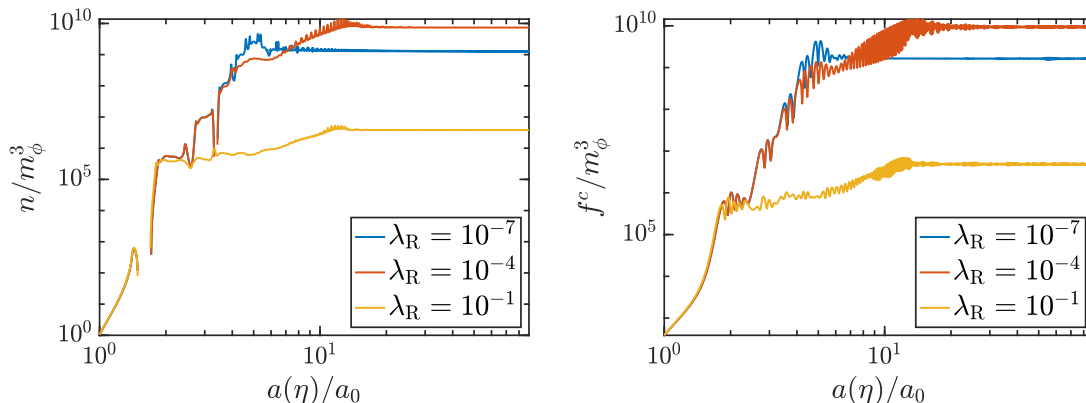 n/m_ϕ^3
10^10
10^5
10^0
λ_R = 10^-7
λ_R = 10^-4
λ_R = 10^-1
10^0
10^1
a(η)/a_0
f^c/m_ϕ^3
10^10
10^5
λ_R = 10^-7
λ_R = 10^-4
λ_R = 10^-1
10^0
10^1
a(η)/a_0